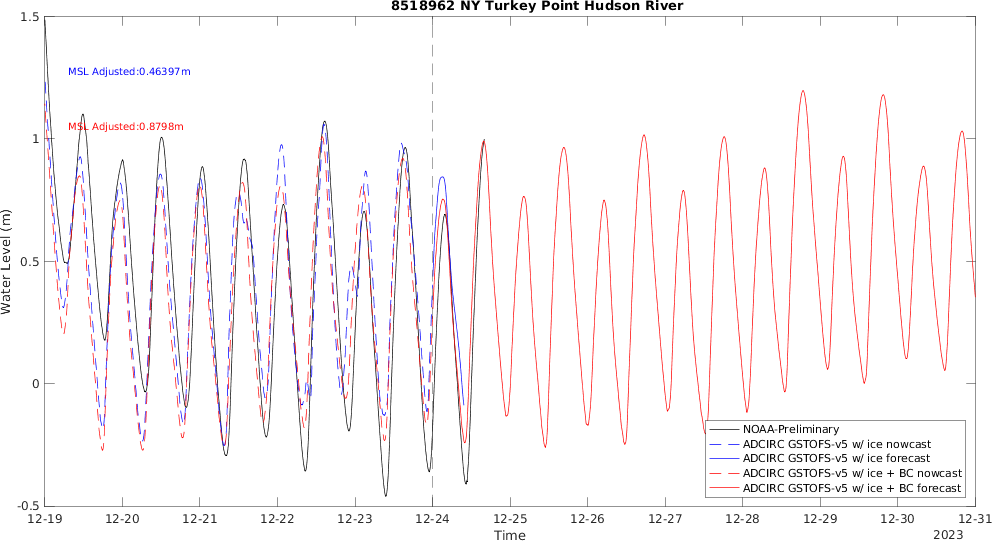 8518962 NY Turkey Point Hudson River
1.5
MSL Adjusted:0.46397m
MSL Adjusted:0.8798m
1
0.5
0
-0.5
Water Level (m)
NOAA-Preliminary
ADCIRC GSTOFS-v5 w/ ice nowcast
ADCIRC GSTOFS-v5 w/ ice forecast
ADCIRC GSTOFS-v5 w/ ice + BC nowcast
ADCIRC GSTOFS-v5 w/ ice + BC forecast
12-19 12-20 12-21 12-22 12-23 12-24 12-25 12-26 12-27 12-28 12-29 12-30 12-31
Time
2023